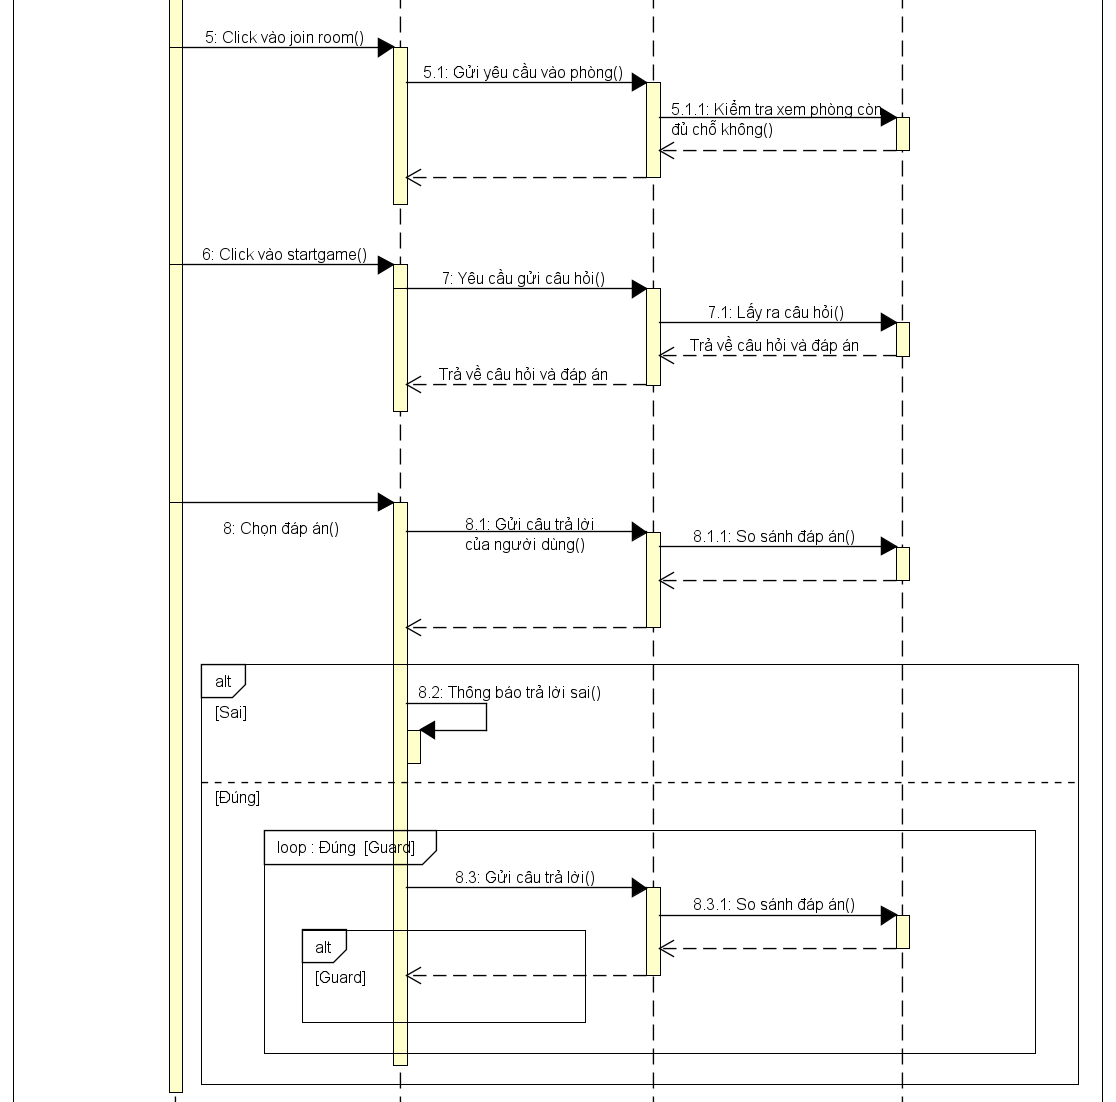 5: Click vào join room()
5.1: Gửi yêu cầu vào phòng()
5.1.1: Kiểm tra xem phòng còn
đủ chỗ không()
6: Click vào startgame()
7: Yêu cầu gửi câu hỏi()
7.1: Lấy ra câu hỏi()
Trả về câu hỏi và đáp án
Trả về câu hỏi và đáp án
8: Chọn đáp án()
8.1: Gửi câu trả lời
của người dùng()
8.1.1: So sánh đáp án()
alt
[Sai]
8.2: Thông báo trả lời sai()
[Đúng]
loop : Đúng [Guard]
8.3: Gửi câu trả lời()
8.3.1: So sánh đáp án()
alt
[Guard]